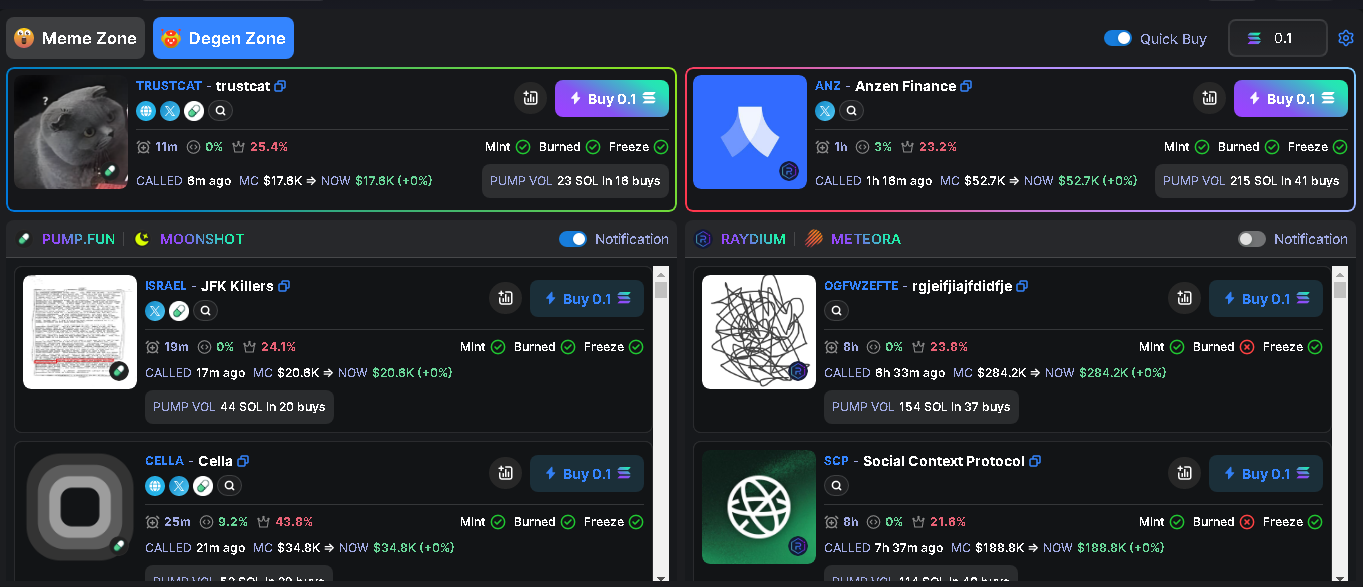 Meme Zone Degen Zone Quick Buy 0.1
TRUSTCAT - trustcat
Buy 0.1
11m 0% 25.4% Mint Burned Freeze
CALLED 6m ago MC $17.6K ⇒ NOW $17.6K (+0%) PUMP VOL 23 SOL in 16 buys
ANZ - Anzen Finance
Buy 0.1
1h 3% 23.2% Mint Burned Freeze
CALLED 1h 16m ago MC $52.7K ⇒ NOW $52.7K (+0%) PUMP VOL 215 SOL in 41 buys
PUMP.FUN | MOONSHOT Notification
ISRAEL - JFK Killers
Buy 0.1
19m 0% 24.1% Mint Burned Freeze
CALLED 17m ago MC $20.6K ⇒ NOW $20.6K (+0%)
PUMP VOL 44 SOL in 20 buys
CELLA - Cella
Buy 0.1
25m 9.2% 43.8% Mint Burned Freeze
CALLED 21m ago MC $34.8K ⇒ NOW $34.8K (+0%)
RAYDIUM | METEORA Notification
OGFWZEFTE - rgjeifjiajfdidfje
Buy 0.1
8h 0% 23.8% Mint Burned Freeze
CALLED 6h 33m ago MC $284.2K ⇒ NOW $284.2K (+0%)
PUMP VOL 154 SOL in 37 buys
SCP - Social Context Protocol
Buy 0.1
8h 0% 21.6% Mint Burned Freeze
CALLED 7h 37m ago MC $188.8K ⇒ NOW $188.8K (+0%)